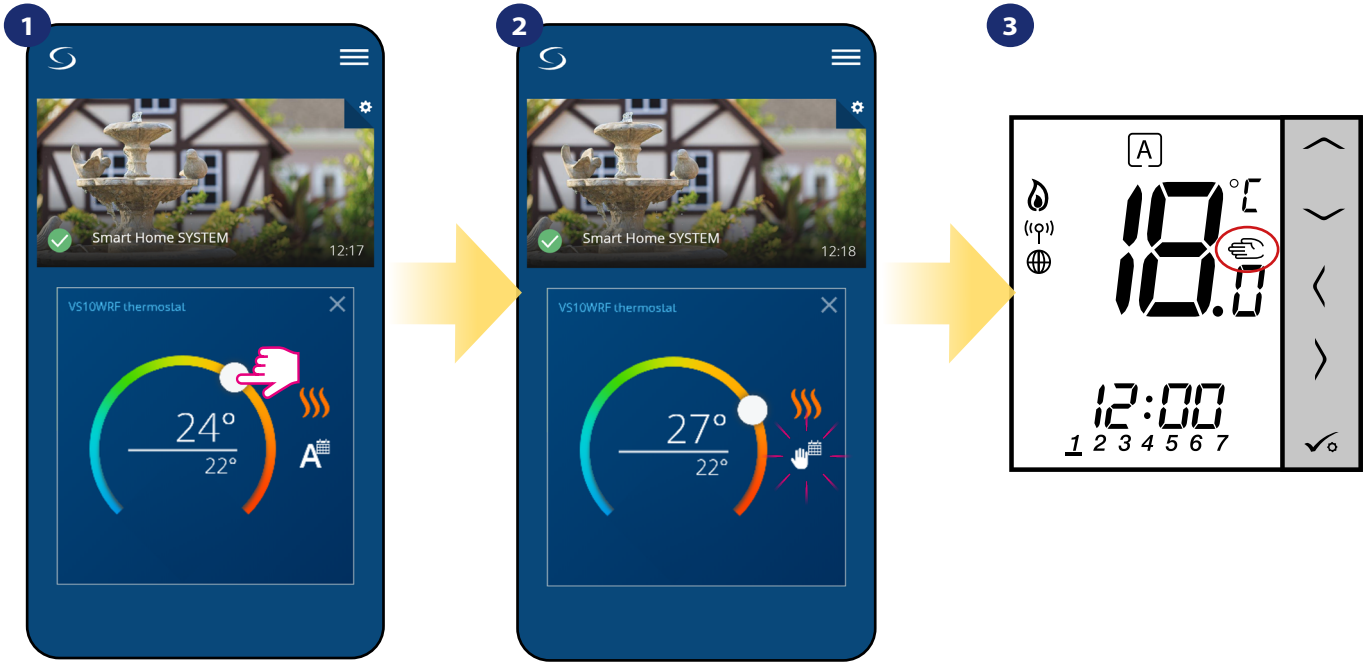 1
Smart Home SYSTEM
12:17
VS10WRF thermostat
24°
22°
A
2
Smart Home SYSTEM
12:18
VS10WRF thermostat
27°
22°
3
A
18.0 °C
12:00
1 2 3 4 5 6 7